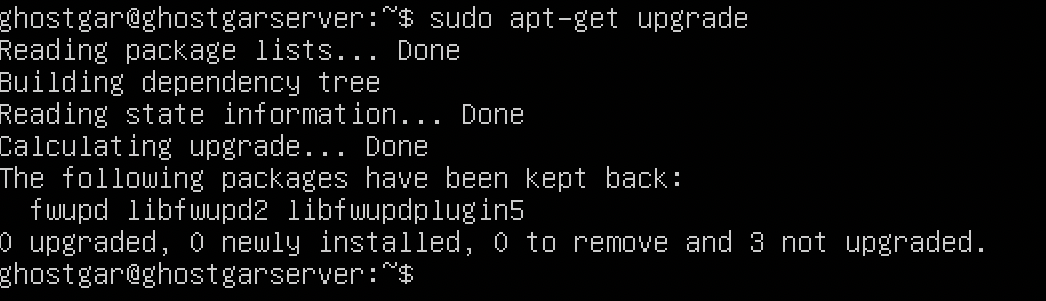 ghostgar@ghostgarserver:~$ sudo apt-get upgrade
Reading package lists... Done
Building dependency tree
Reading state information... Done
Calculating upgrade... Done
The following packages have been kept back:
  fwupd libfwupd2 libfwupdplugin5
0 upgraded, 0 newly installed, 0 to remove and 3 not upgraded.
ghostgar@ghostgarserver:~$